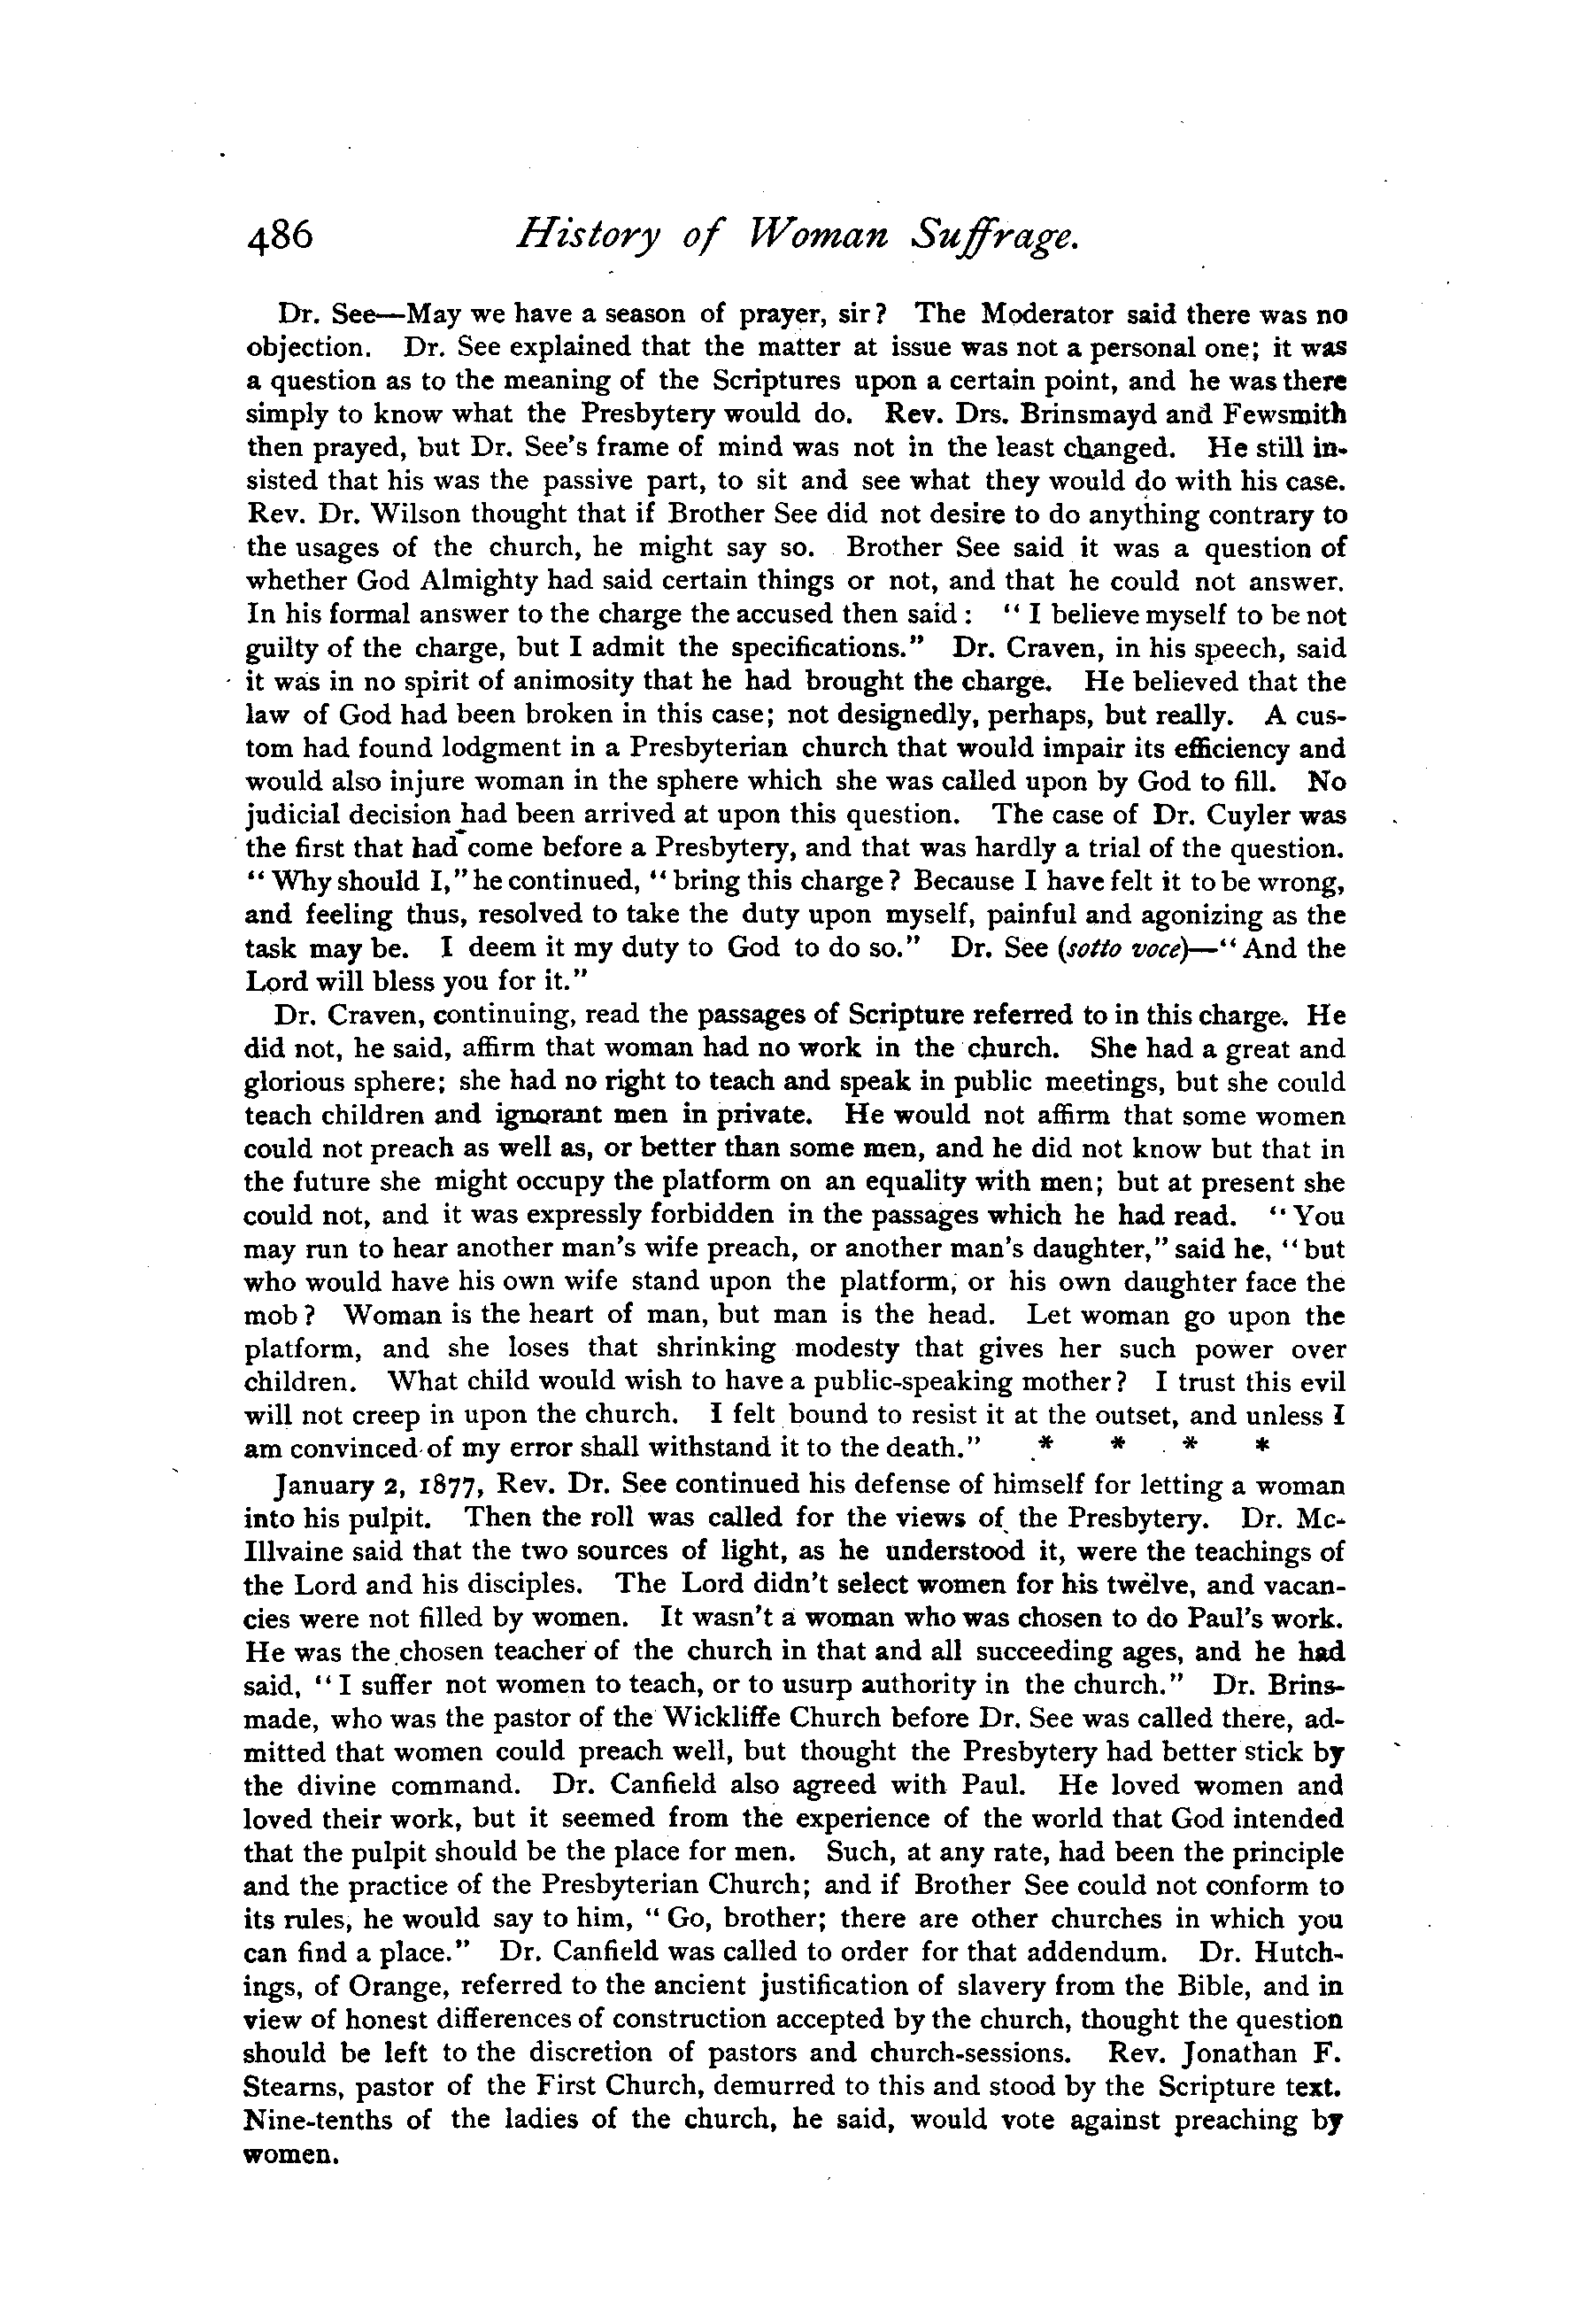 486 History of Woman Suffrage.
Dr. See—May we have a season of prayer, sir? The Moderator said there was no
objection. Dr. See explained that the matter at issue was not a personal one; it was
a question as to the meaning of the Scriptures upon a certain point, and he was there
simply to know what the Presbytery would do. Rev. Drs. Brinsmayd and Fewsmith
then prayed, but Dr. See's frame of mind was not in the least changed. He still in-
sisted that his was the passive part, to sit and see what they would do with his case.
Rev. Dr. Wilson thought that if Brother See did not desire to do anything contrary to
the usages of the church, he might say so. Brother See said it was a question of
whether God Almighty had said certain things or not, and that he could not answer.
In his formal answer to the charge the accused then said: "I believe myself to be not
guilty of the charge, but I admit the specifications." Dr. Craven, in his speech, said
it was in no spirit of animosity that he had brought the charge. He believed that the
law of God had been broken in this case; not designedly, perhaps, but really. A cus-
tom had found lodgment in a Presbyterian church that would impair its efficiency and
would also injure woman in the sphere which she was called upon by God to fill. No
judicial decision had been arrived at upon this question. The case of Dr. Cuyler was
the first that had come before a Presbytery, and that was hardly a trial of the question.
"Why should I," he continued, "bring this charge? Because I have felt it to be wrong,
and feeling thus, resolved to take the duty upon myself, painful and agonizing as the
task may be. I deem it my duty to God to do so." Dr. See (sotto voce)—"And the
Lord will bless you for it."
Dr. Craven, continuing, read the passages of Scripture referred to in this charge. He
did not, he said, affirm that woman had no work in the church. She had a great and
glorious sphere; she had no right to teach and speak in public meetings, but she could
teach children and ignorant men in private. He would not affirm that some women
could not preach as well as, or better than some men, and he did not know but that in
the future she might occupy the platform on an equality with men; but at present she
could not, and it was expressly forbidden in the passages which he had read. "You
may run to hear another man's wife preach, or another man's daughter," said he, "but
who would have his own wife stand upon the platform, or his own daughter face the
mob? Woman is the heart of man, but man is the head. Let woman go upon the
platform, and she loses that shrinking modesty that gives her such power over
children. What child would wish to have a public-speaking mother? I trust this evil
will not creep in upon the church. I felt bound to resist it at the outset, and unless I
am convinced of my error shall withstand it to the death." * * * *
January 2, 1877, Rev. Dr. See continued his defense of himself for letting a woman
into his pulpit. Then the roll was called for the views of the Presbytery. Dr. Mc-
Illvaine said that the two sources of light, as he understood it, were the teachings of
the Lord and his disciples. The Lord didn't select women for his twelve, and vacan-
cies were not filled by women. It wasn't a woman who was chosen to do Paul's work.
He was the chosen teacher of the church in that and all succeeding ages, and he had
said, "I suffer not women to teach, or to usurp authority in the church." Dr. Brins-
made, who was the pastor of the Wickliffe Church before Dr. See was called there, ad-
mitted that women could preach well, but thought the Presbytery had better stick by
the divine command. Dr. Canfield also agreed with Paul. He loved women and
loved their work, but it seemed from the experience of the world that God intended
that the pulpit should be the place for men. Such, at any rate, had been the principle
and the practice of the Presbyterian Church; and if Brother See could not conform to
its rules, he would say to him, "Go, brother; there are other churches in which you
can find a place." Dr. Canfield was called to order for that addendum. Dr. Hutch-
ings, of Orange, referred to the ancient justification of slavery from the Bible, and in
view of honest differences of construction accepted by the church, thought the question
should be left to the discretion of pastors and church-sessions. Rev. Jonathan F.
Stearns, pastor of the First Church, demurred to this and stood by the Scripture text.
Nine-tenths of the ladies of the church, he said, would vote against preaching by
women.